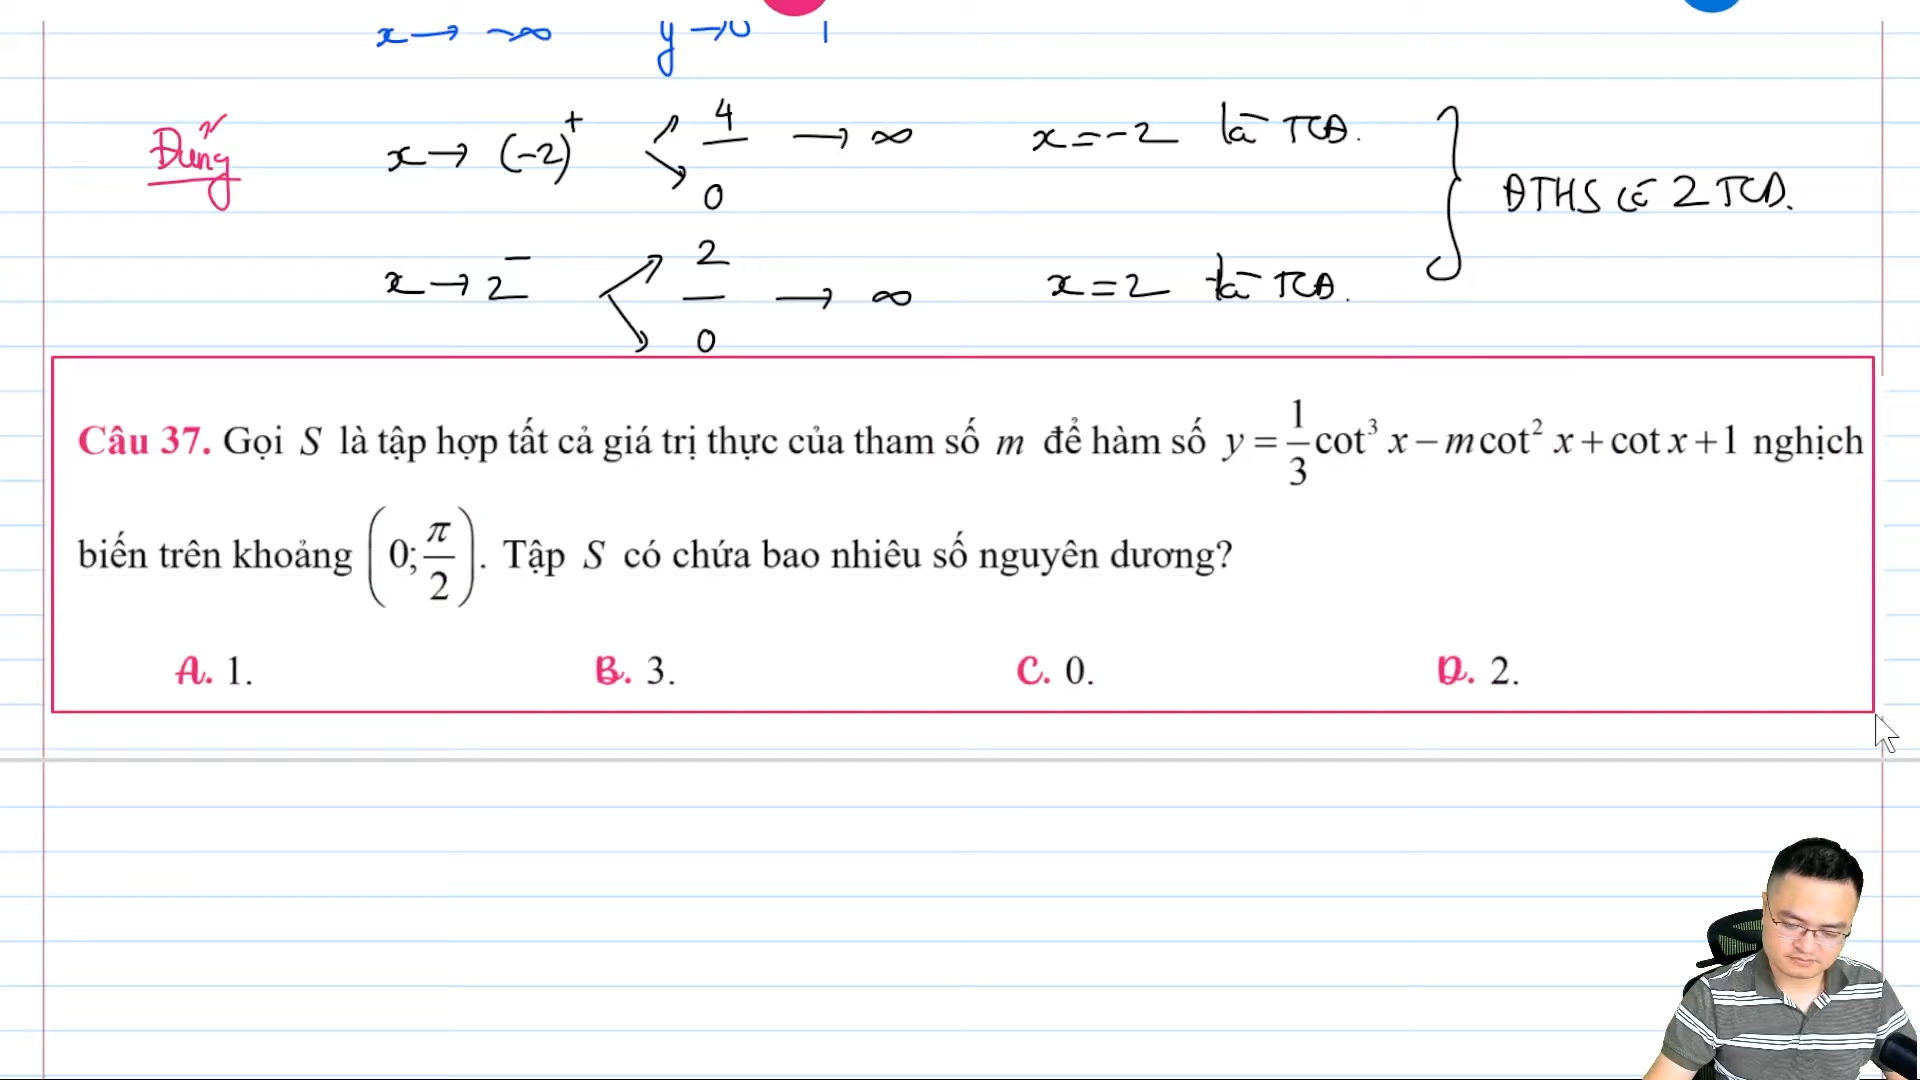 x → -∞ y → 0
Đúng x → (-2)⁺ 4/0 → ∞ x = -2 là TCĐ.
ĐTHS có 2 TCĐ.
x → 2⁻ 2/0 → ∞ x = 2 là TCĐ.
Câu 37. Gọi S là tập hợp tất cả giá trị thực của tham số m để hàm số y = 1/3 cot³ x − m cot² x + cot x + 1 nghịch
biến trên khoảng (0; π/2). Tập S có chứa bao nhiêu số nguyên dương?
A. 1. B. 3. C. 0. D. 2.